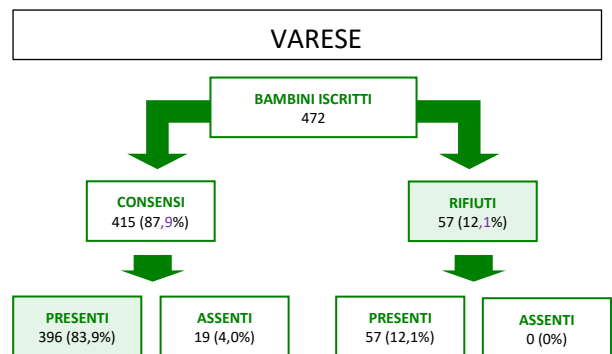 VARESE
BAMBINI ISCRITTI
472
CONSENSI
415 (87,9%)
RIFIUTI
57 (12,1%)
PRESENTI
396 (83,9%)
ASSENTI
19 (4,0%)
PRESENTI
57 (12,1%)
ASSENTI
0 (0%)